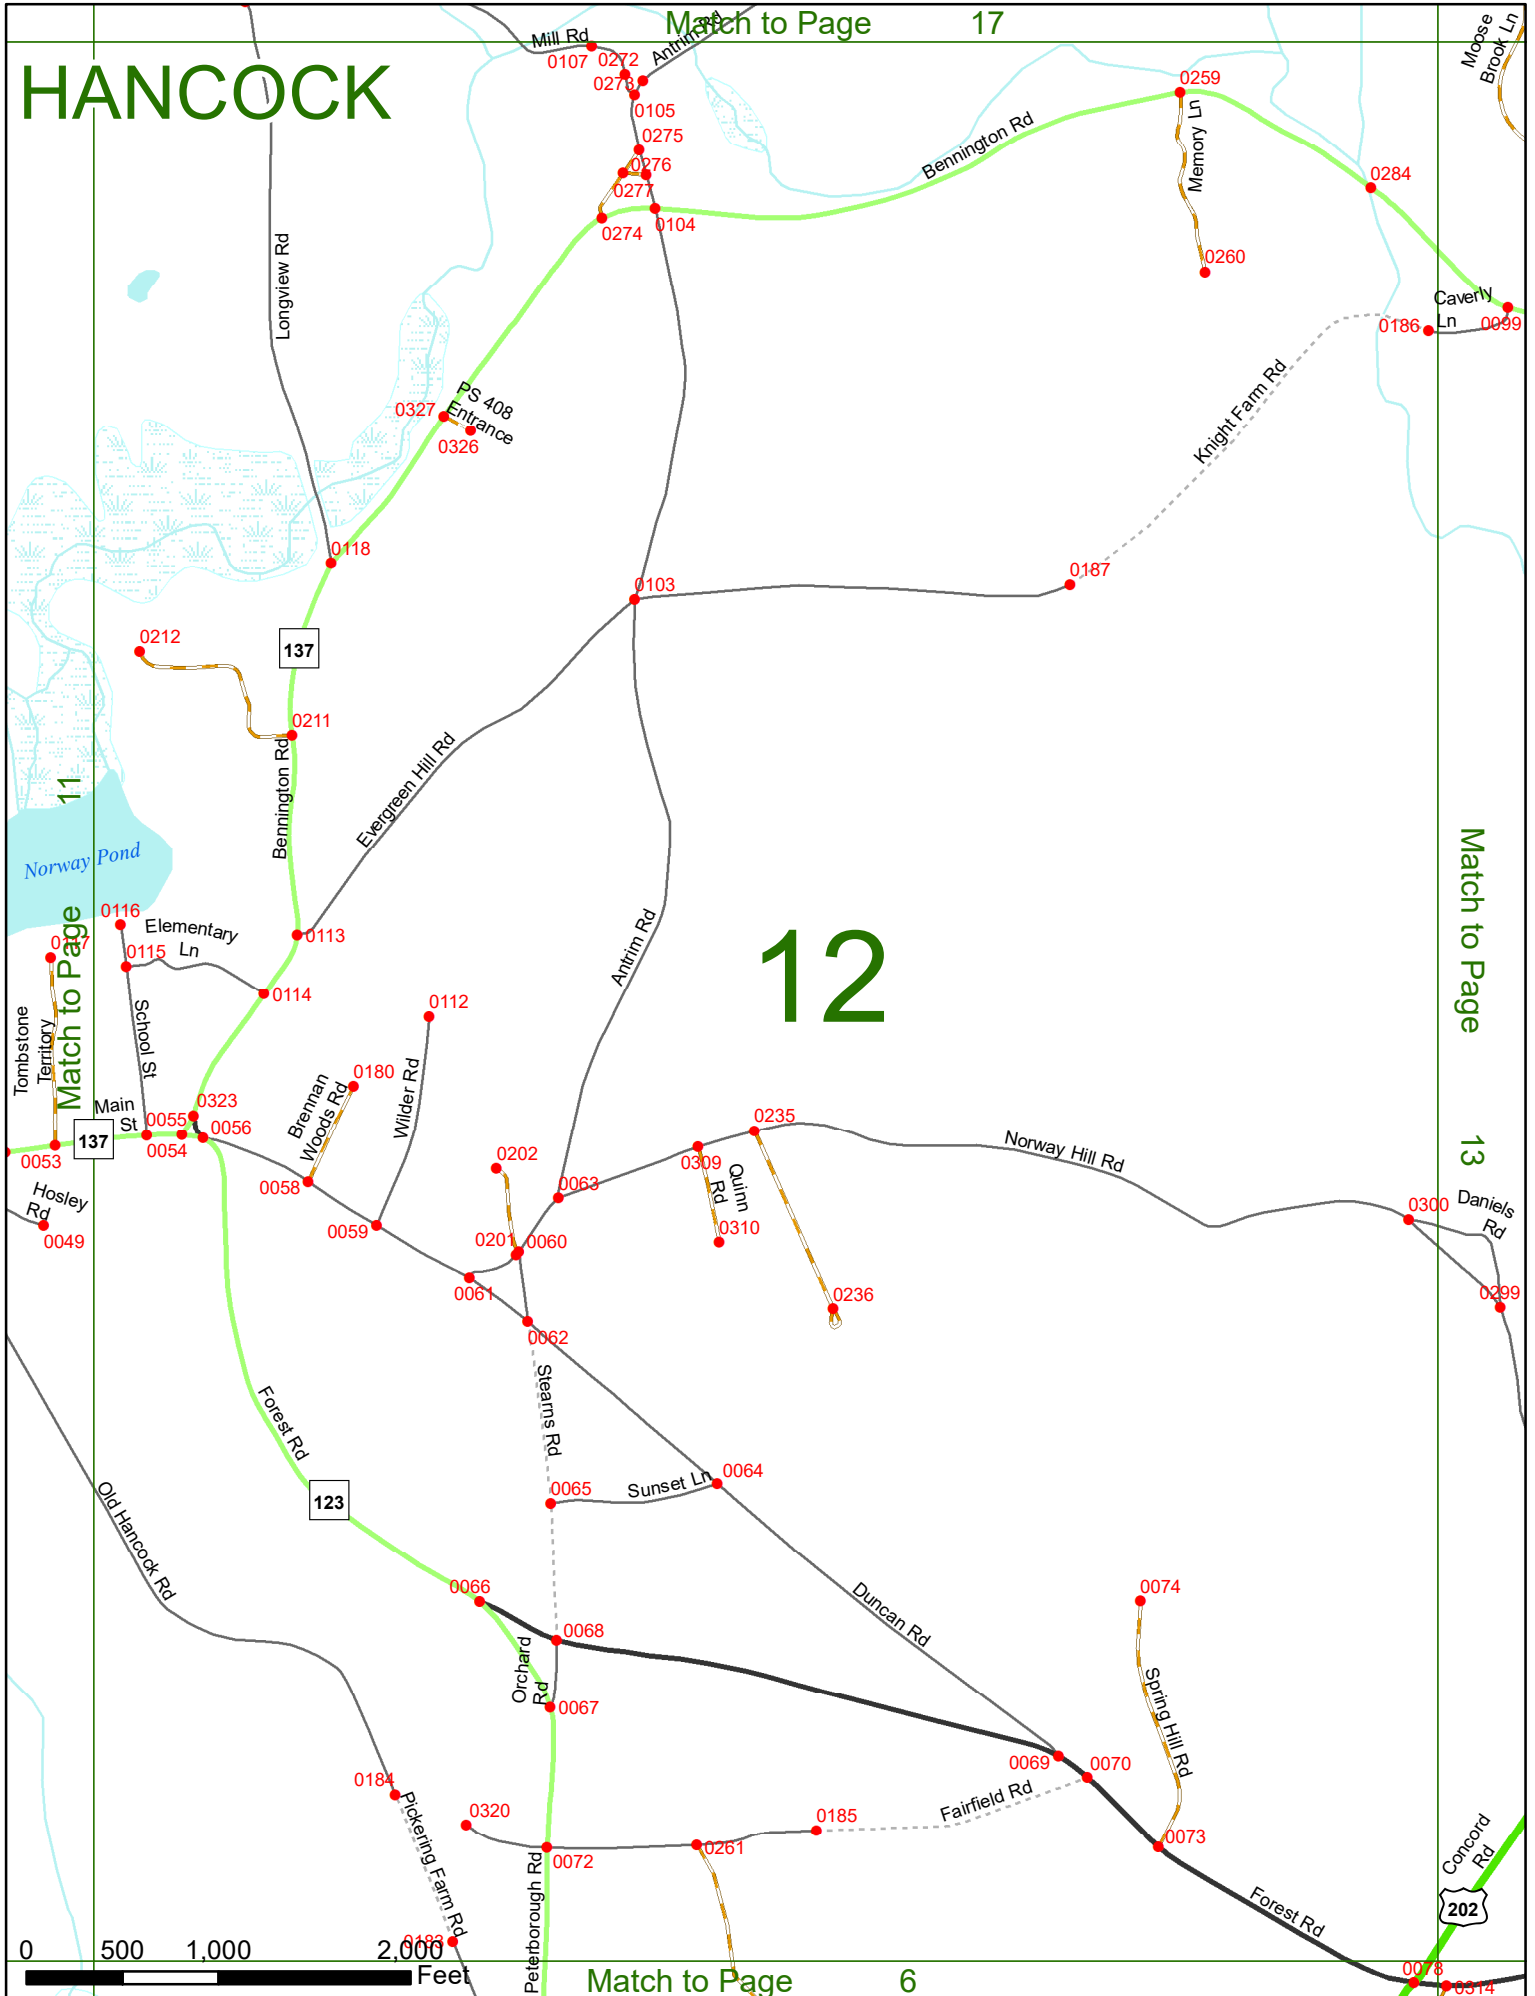 Match to Page 17
HANCOCK
Mill Rd
Antrim Rd
Moose
Brook Ln
0107
0272
0273
0105
0275
0276
0277
0274
0104
Bennington Rd
0259
Memory Ln
0260
0284
Caverly
Ln
0186
0099
Longview Rd
PS 408
Entrance
0327
0326
Knight Farm Rd
0118
0103
0187
137
0212
0211
Bennington Rd
Evergreen Hill Rd
Match to Page 11
Norway Pond
0116
0117
0115
Elementary
Ln
0113
0114
Antrim Rd
12
Match to Page 13
Tombstone
Territory
School St
0112
Wilder Rd
0180
Brennan
Woods Rd
Main
St
0323
0055
0056
0054
137
0053
Hosley
Rd
0049
0058
0059
0202
0201
0060
0061
0062
0063
0235
0309
Quinn
Rd
0310
0236
Norway Hill Rd
0300
Daniels
Rd
0299
Stearns Rd
Forest Rd
123
0065
Sunset Ln
0064
Old Hancock Rd
0066
0068
Orchard
Rd
0067
Duncan Rd
0074
Spring Hill Rd
0069
0070
0184
Pickering Farm Rd
0320
0072
0261
0185
Fairfield Rd
0073
Peterborough Rd
0183
Forest Rd
Concord
Rd
202
0078
0314
0 500 1,000 2,000
Feet
Match to Page 6